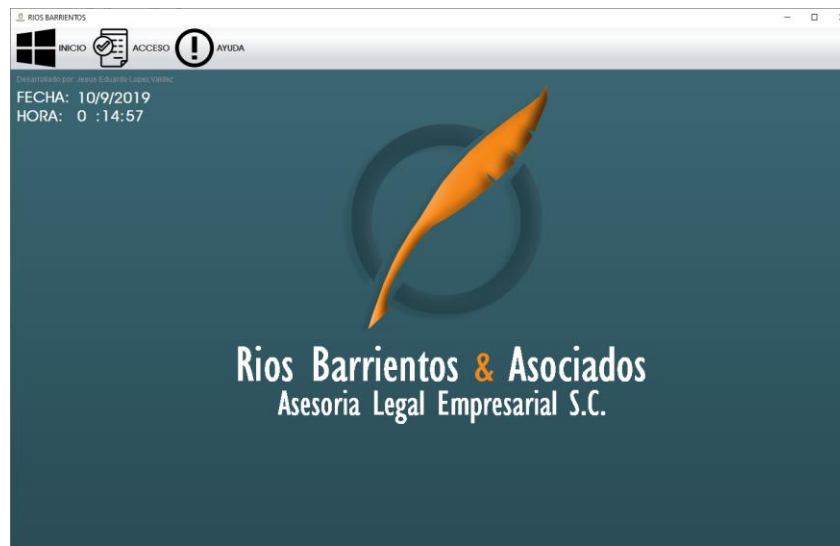 RIOS BARRIENTOS
INICIO ACCESO AYUDA
Desarrollado por: Jesus Eduardo Lopez Valdez
FECHA: 10/9/2019
HORA: 0 :14:57
Rios Barrientos & Asociados
Asesoria Legal Empresarial S.C.